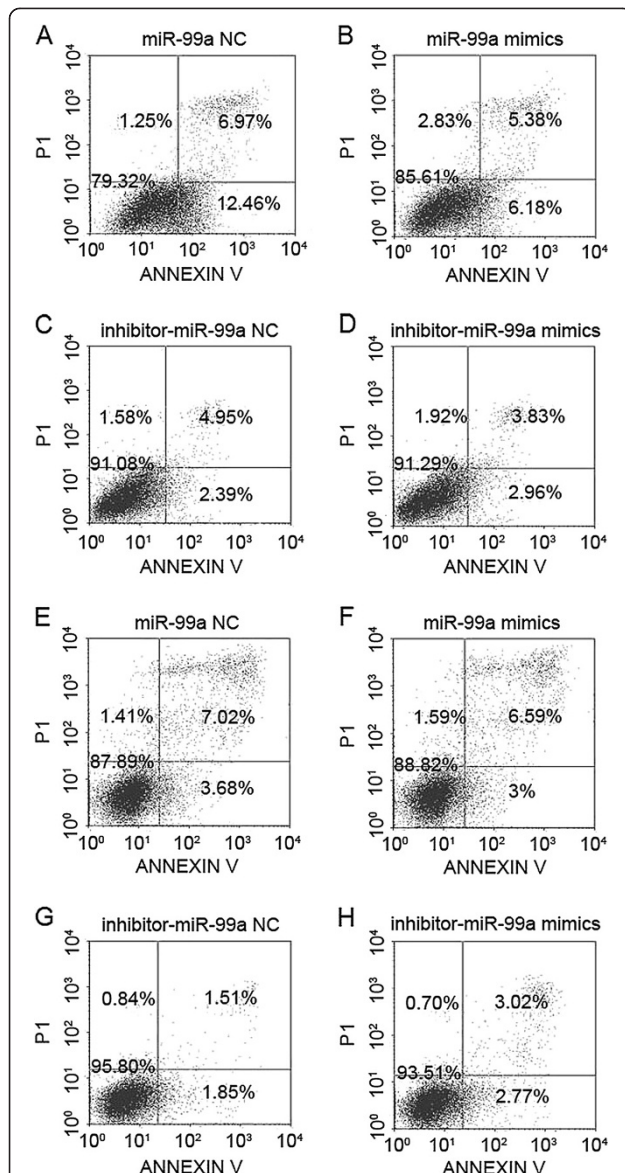 A
miR-99a NC
10⁴
10³
10²
10¹
10⁰
P1
1.25%
6.97%
79.32%
12.46%
10⁰ 10¹ 10² 10³ 10⁴
ANNEXIN V
B
miR-99a mimics
10⁴
10³
10²
10¹
10⁰
P1
2.83%
5.38%
85.61%
6.18%
10⁰ 10¹ 10² 10³ 10⁴
ANNEXIN V
C
inhibitor-miR-99a NC
10⁴
10³
10²
10¹
10⁰
P1
1.58%
4.95%
91.08%
2.39%
10⁰ 10¹ 10² 10³ 10⁴
ANNEXIN V
D
inhibitor-miR-99a mimics
10⁴
10³
10²
10¹
10⁰
P1
1.92%
3.83%
91.29%
2.96%
10⁰ 10¹ 10² 10³ 10⁴
ANNEXIN V
E
miR-99a NC
10⁴
10³
10²
10¹
10⁰
P1
1.41%
7.02%
87.89%
3.68%
10⁰ 10¹ 10² 10³ 10⁴
ANNEXIN V
F
miR-99a mimics
10⁴
10³
10²
10¹
10⁰
P1
1.59%
6.59%
88.82%
3%
10⁰ 10¹ 10² 10³ 10⁴
ANNEXIN V
G
inhibitor-miR-99a NC
10⁴
10³
10²
10¹
10⁰
P1
0.84%
1.51%
95.80%
1.85%
10⁰ 10¹ 10² 10³ 10⁴
ANNEXIN V
H
inhibitor-miR-99a mimics
10⁴
10³
10²
10¹
10⁰
P1
0.70%
3.02%
93.51%
2.77%
10⁰ 10¹ 10² 10³ 10⁴
ANNEXIN V